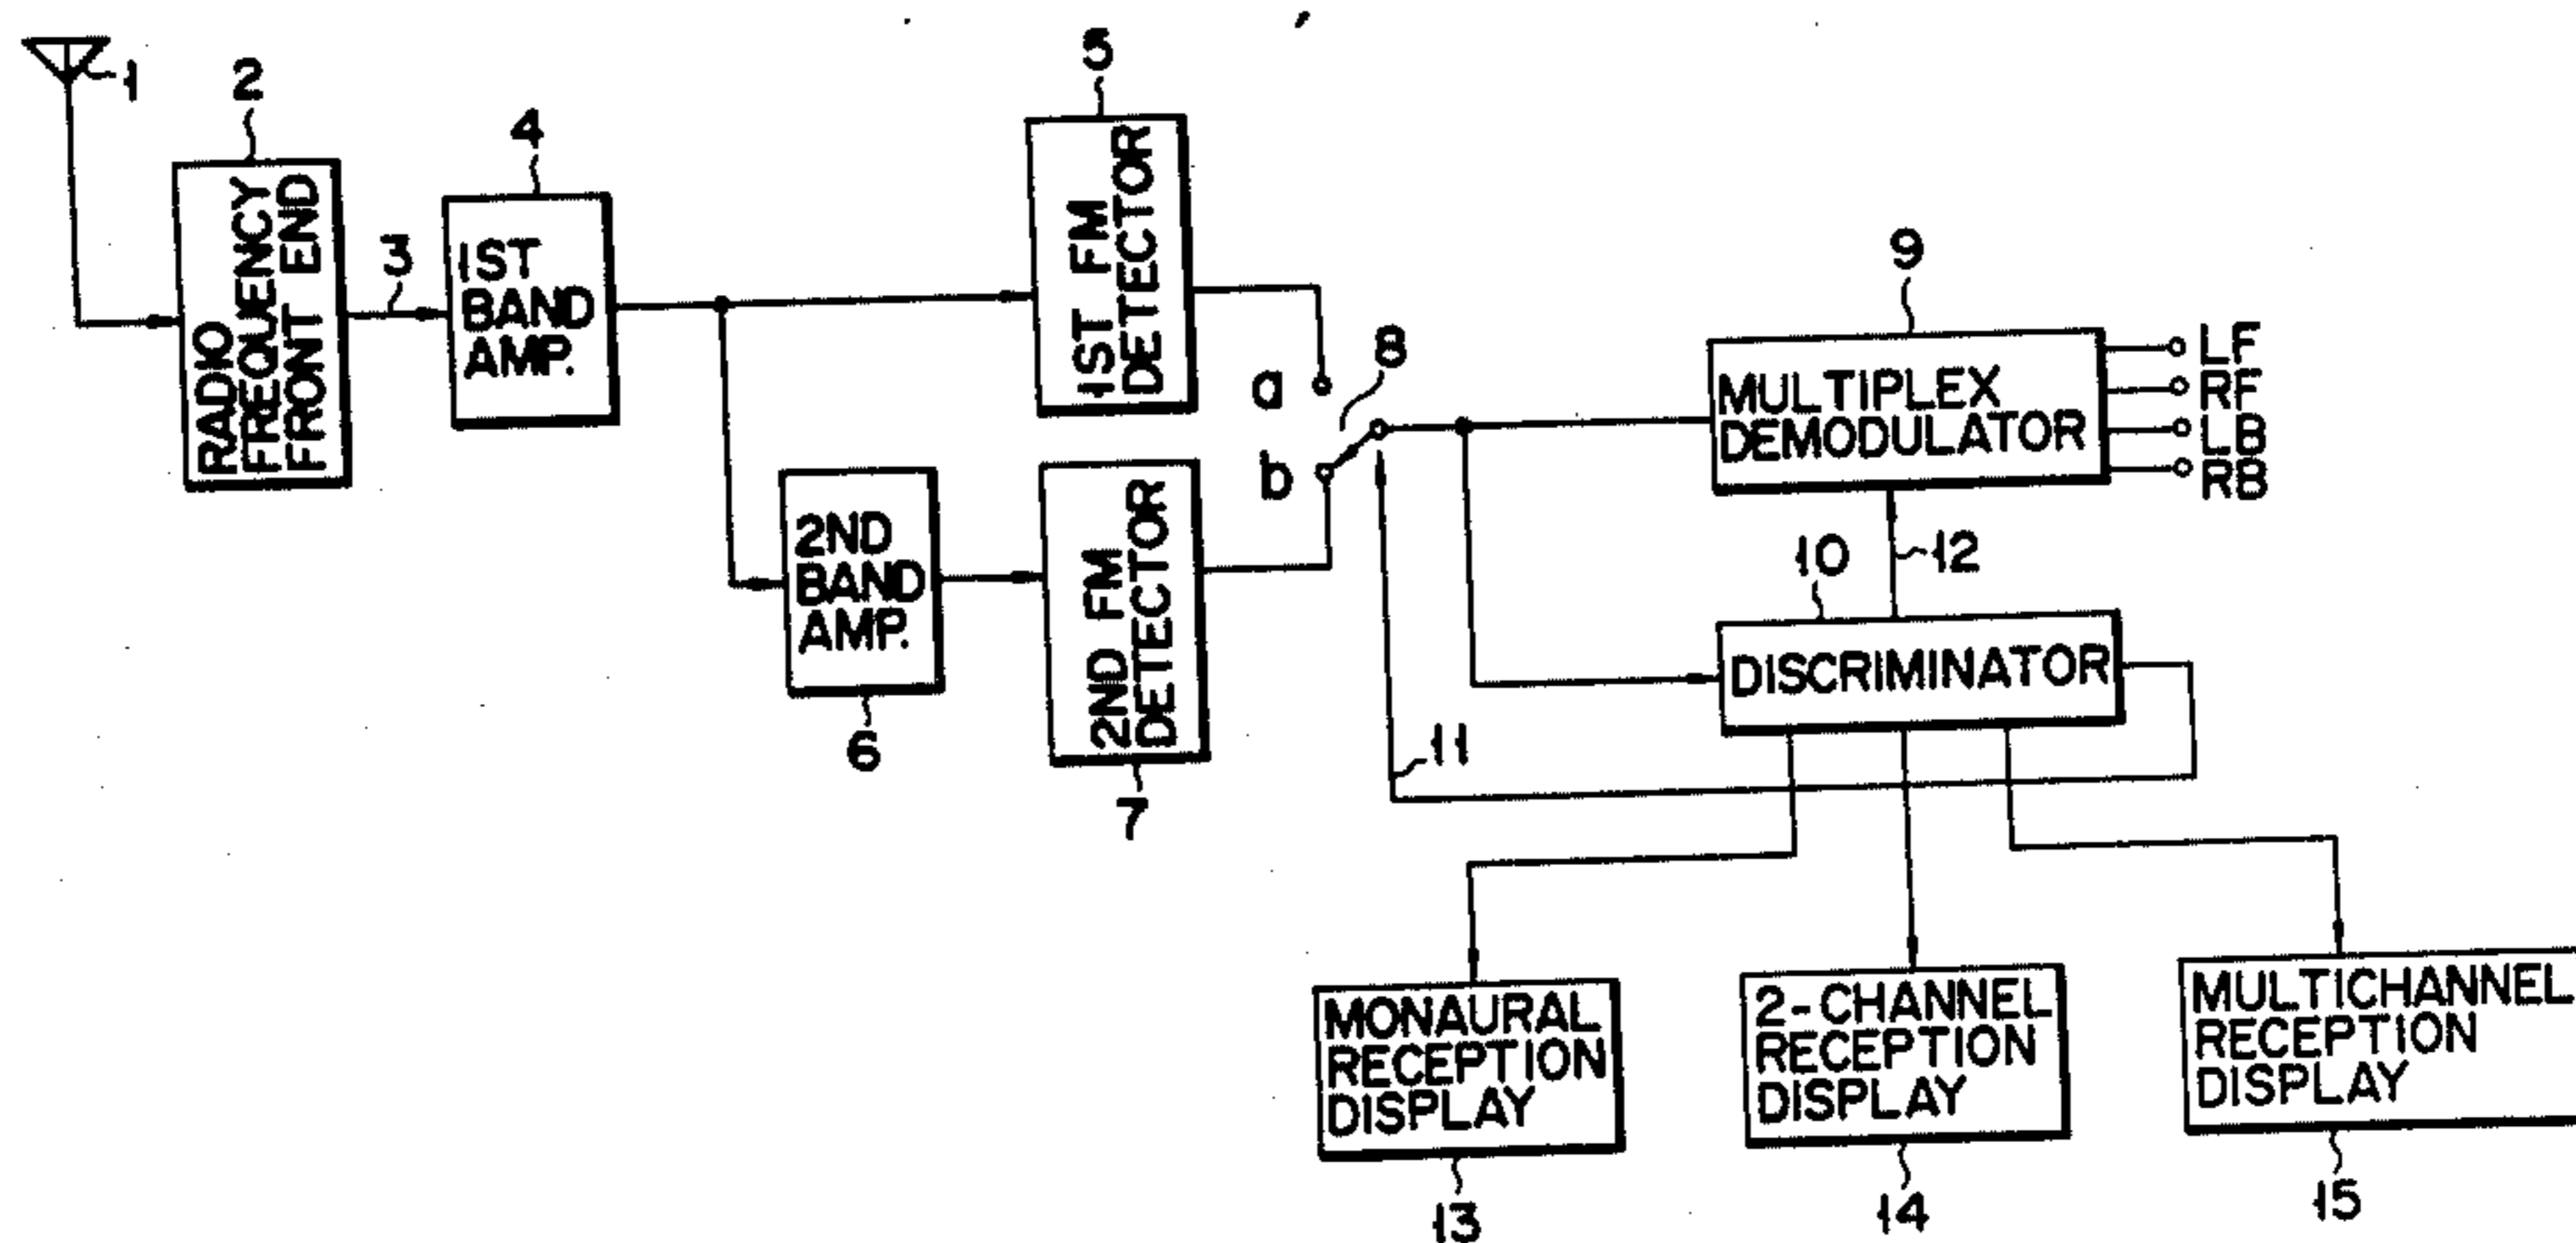 1
2
RADIO
FREQUENCY
FRONT END
3
4
1ST
BAND
AMP.
5
1ST FM
DETECTOR
2ND
BAND
AMP.
6
2ND FM
DETECTOR
7
a
b
8
9
MULTIPLEX
DEMODULATOR
LF
RF
LB
RB
10
12
DISCRIMINATOR
11
MONAURAL
RECEPTION
DISPLAY
13
2-CHANNEL
RECEPTION
DISPLAY
14
MULTICHANNEL
RECEPTION
DISPLAY
15